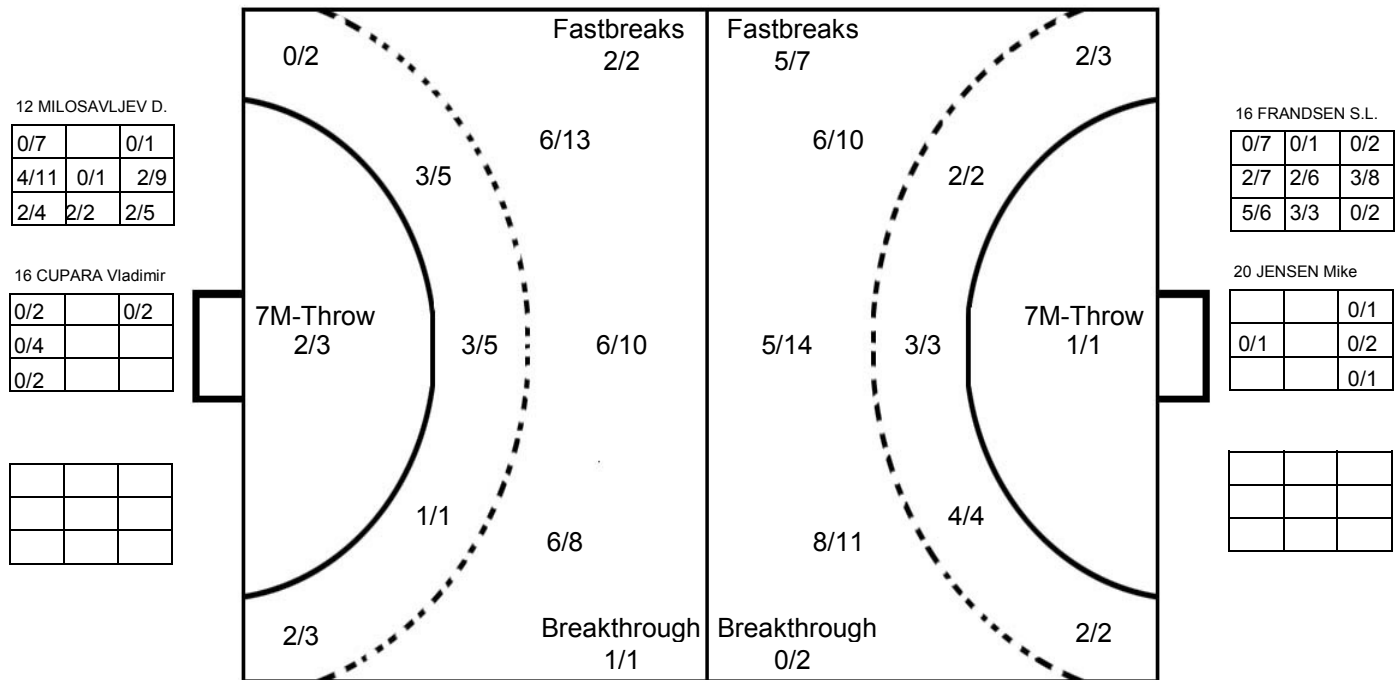 Fastbreaks Fastbreaks
0/2 2/2 5/7 2/3
12 MILOSAVLJEV D. 16 FRANDSEN S.L.
0/7 0/1 6/13 6/10 0/7 0/1 0/2
4/11 0/1 2/9 3/5 2/2 2/7 2/6 3/8
2/4 2/2 2/5 5/6 3/3 0/2
16 CUPARA Vladimir 20 JENSEN Mike
0/2 0/2 7M-Throw 7M-Throw 0/1
0/4 2/3 3/5 6/10 5/14 3/3 1/1 0/1 0/2
0/2 0/1
1/1 4/4
6/8 8/11
2/3 Breakthrough Breakthrough 2/2
1/1 0/2